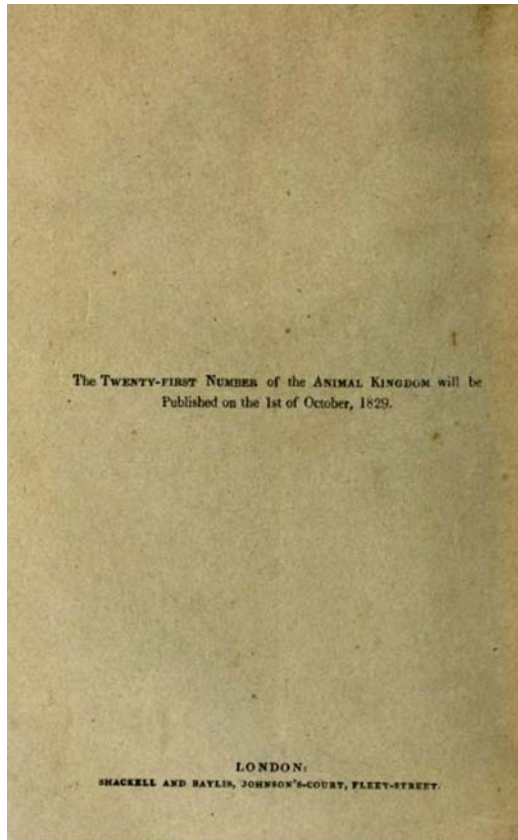 The TWENTY-FIRST NUMBER of the ANIMAL KINGDOM will be
Published on the 1st of October, 1829.
LONDON:
SHACKELL AND BAYLIS, JOHNSON'S-COURT, FLEET-STREET.